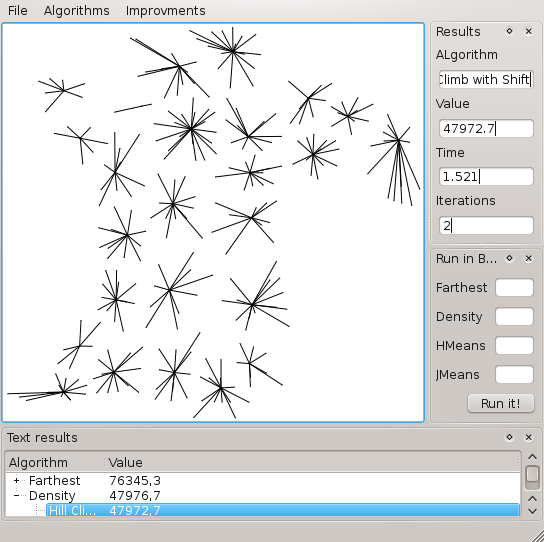 File Algorithms Improvments
Results
ALgorithm
Climb with Shift
Value
47972.7
Time
1.521
Iterations
2
Run in B...
Farthest
Density
HMeans
JMeans
Run it!
Text results
Algorithm Value
Farthest 76345,3
Density 47976,7
Hill Cli... 47972,7